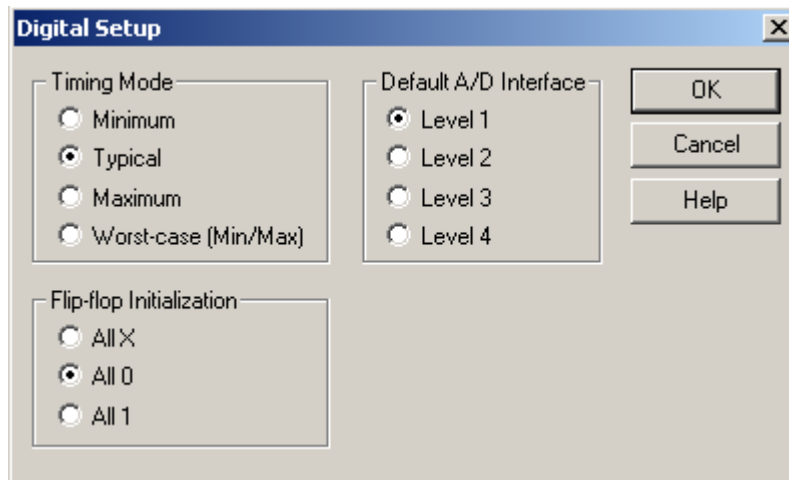 Digital Setup
Timing Mode
Minimum
Typical
Maximum
Worst-case (Min/Max)
Default A/D Interface
Level 1
Level 2
Level 3
Level 4
OK
Cancel
Help
Flip-flop Initialization
All X
All 0
All 1